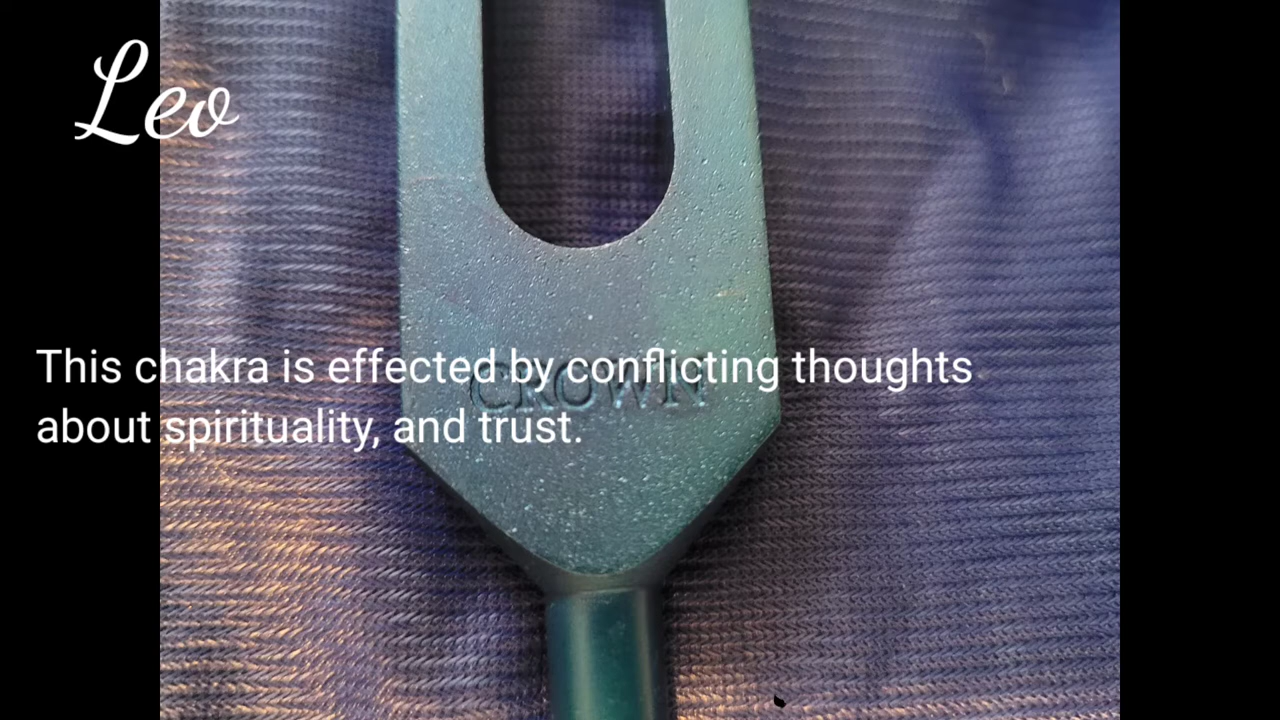 Leo
This chakra is effected by conflicting thoughts
CROWN
about spirituality, and trust.